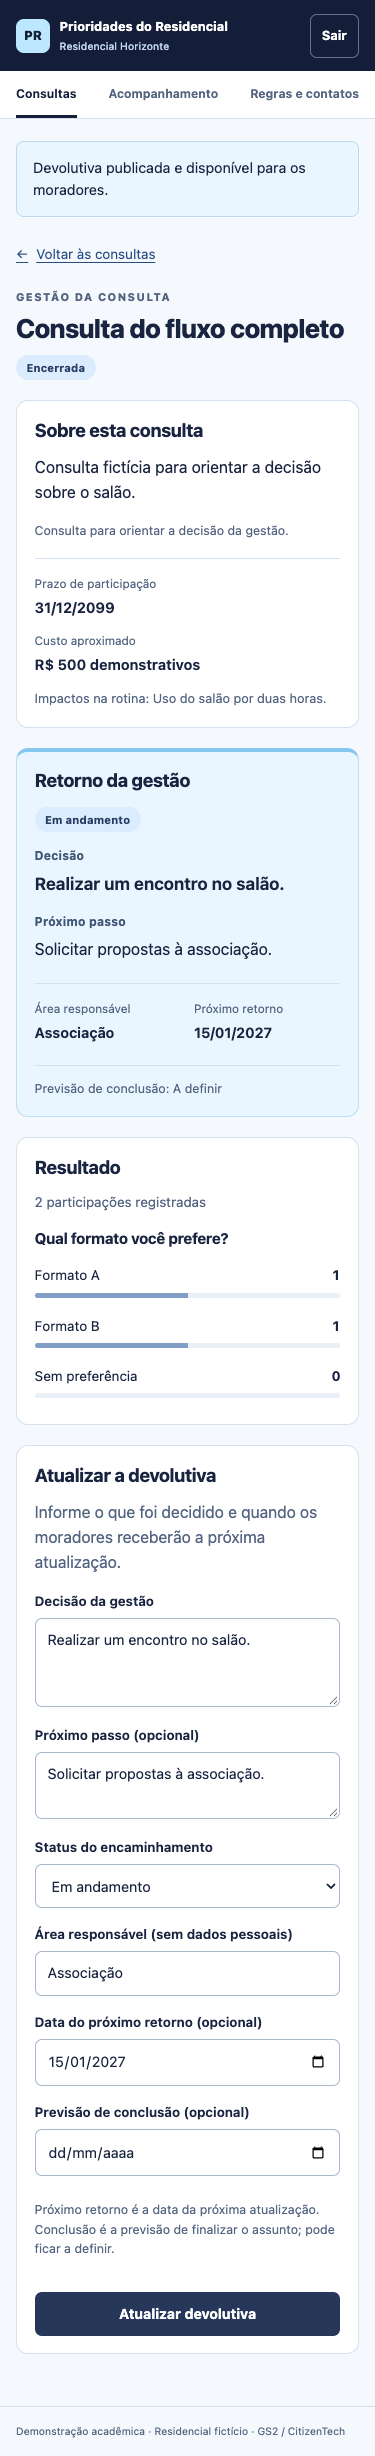 PR
Prioridades do Residencial
Residencial Horizonte
Sair
Consultas
Acompanhamento
Regras e contatos
Devolutiva publicada e disponível para os
moradores.
← Voltar às consultas
GESTÃO DA CONSULTA
Consulta do fluxo completo
Encerrada
Sobre esta consulta
Consulta fictícia para orientar a decisão
sobre o salão.
Consulta para orientar a decisão da gestão.
Prazo de participação
31/12/2099
Custo aproximado
R$ 500 demonstrativos
Impactos na rotina: Uso do salão por duas horas.
Retorno da gestão
Em andamento
Decisão
Realizar um encontro no salão.
Próximo passo
Solicitar propostas à associação.
Área responsável
Associação
Próximo retorno
15/01/2027
Previsão de conclusão: A definir
Resultado
2 participações registradas
Qual formato você prefere?
Formato A 1
Formato B 1
Sem preferência 0
Atualizar a devolutiva
Informe o que foi decidido e quando os
moradores receberão a próxima
atualização.
Decisão da gestão
Realizar um encontro no salão.
Próximo passo (opcional)
Solicitar propostas à associação.
Status do encaminhamento
Em andamento
Área responsável (sem dados pessoais)
Associação
Data do próximo retorno (opcional)
15/01/2027
Previsão de conclusão (opcional)
dd/mm/aaaa
Próximo retorno é a data da próxima atualização.
Conclusão é a previsão de finalizar o assunto; pode
ficar a definir.
Atualizar devolutiva
Demonstração acadêmica · Residencial fictício · GS2 / CitizenTech